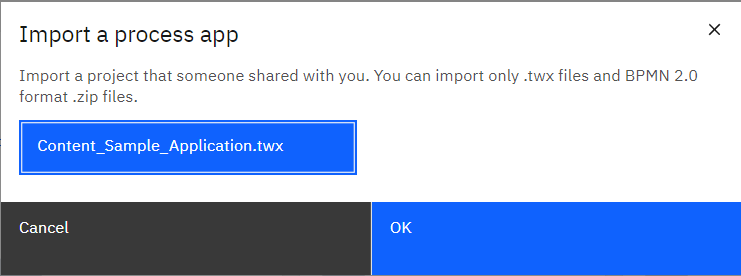 Import a process app
Import a project that someone shared with you. You can import only .twx files and BPMN 2.0
format .zip files.
Content_Sample_Application.twx
Cancel
OK